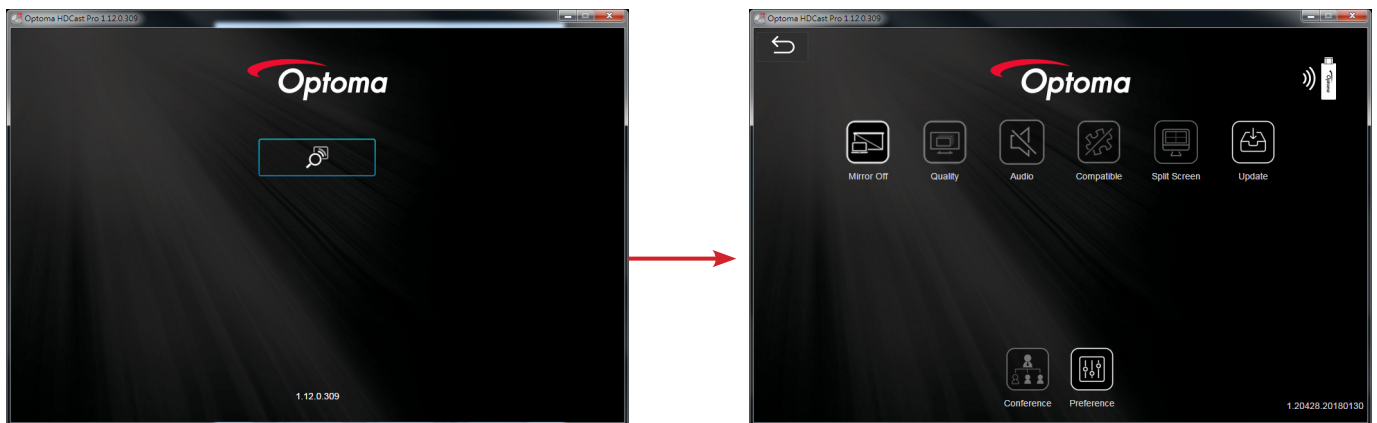 Optoma HDCast Pro 1.12.0.309
Optoma
1.12.0.309
Optoma HDCast Pro 1.12.0.309
Optoma
Optoma
Mirror Off
Quality
Audio
Compatible
Split Screen
Update
Conference
Preference
1.20428.20180130